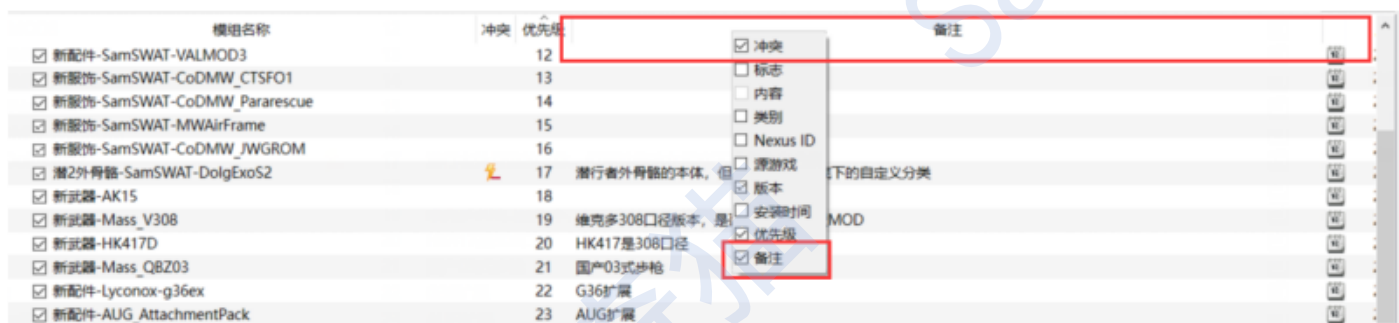 模组名称 冲突 优先级 备注
新配件-SamSWAT-VALMOD3 12
新服饰-SamSWAT-CoDMW_CTSFO1 13
新服饰-SamSWAT-CoDMW_Pararescue 14
新服饰-SamSWAT-MWAirFrame 15
新服饰-SamSWAT-CoDMW_JWGROM 16
潜2外骨骼-SamSWAT-DolgExoS2 17 潜行者外骨骼的本体，但 下的自定义分类
新武器-AK15 18
新武器-Mass_V308 19 维克多308口径版本，是 MOD
新武器-HK417D 20 HK417是308口径
新武器-Mass_QBZ03 21 国产03式步枪
新配件-Lyconox-g36ex 22 G36扩展
新配件-AUG_AttachmentPack 23 AUG扩展
冲突
标志
内容
类别
Nexus ID
源游戏
版本
安装时间
优先级
备注